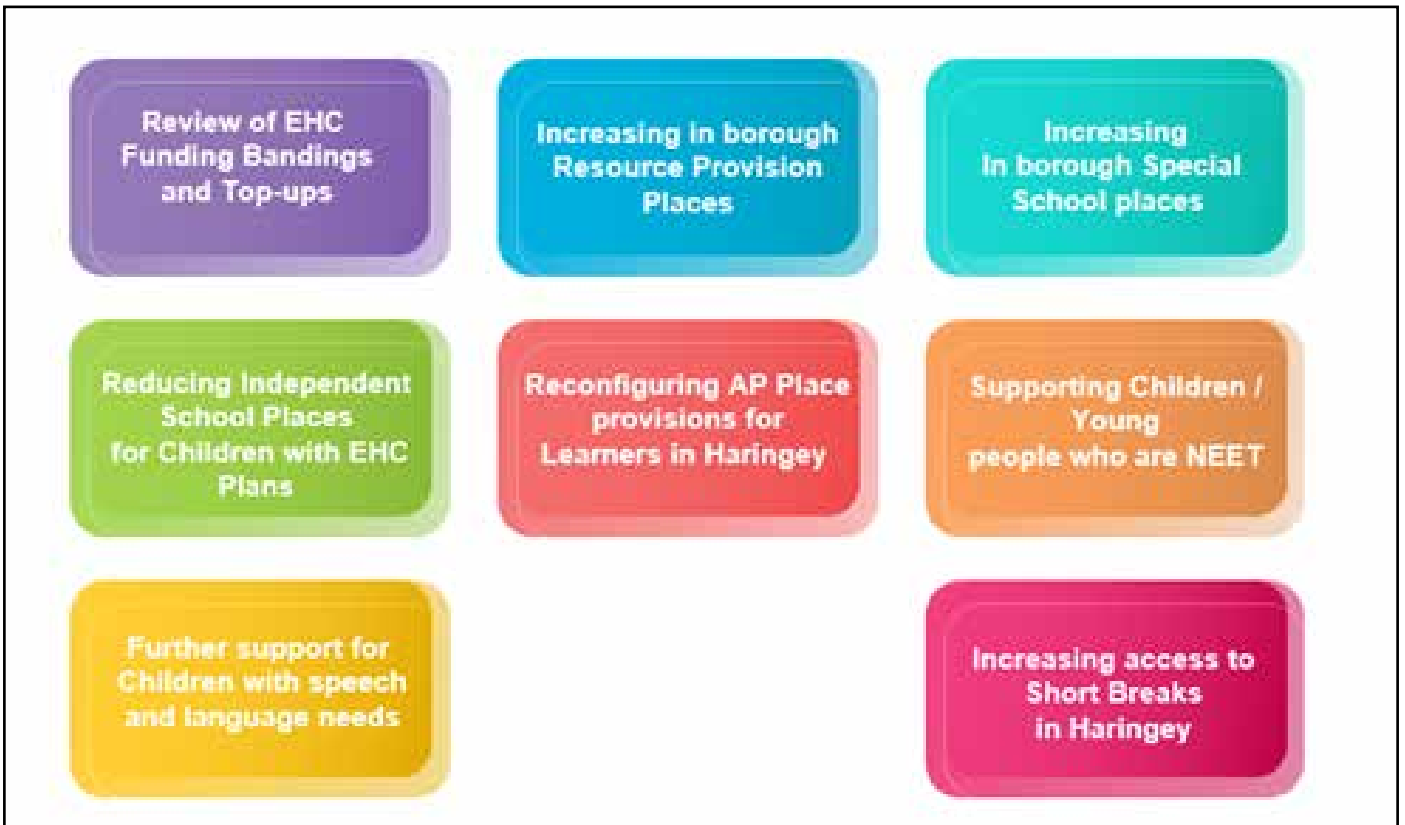 Review of EHC
Funding Bandings
and Top-ups
Increasing in borough
Resource Provision
Places
Increasing
In borough Special
School places
Reducing Independent
School Places
for Children with EHC
Plans
Reconfiguring AP Place
provisions for
Learners in Haringey
Supporting Children /
Young
people who are NEET
Further support for
Children with speech
and language needs
Increasing access to
Short Breaks
in Haringey